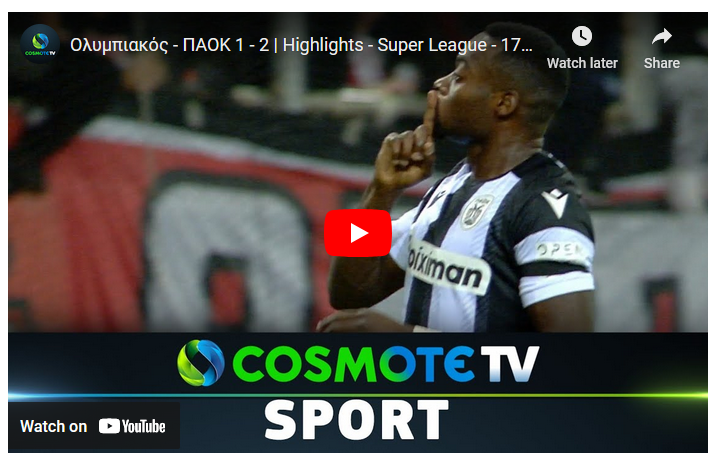 COSMOTE TV
Ολυμπιακός - ΠΑΟΚ 1 - 2 | Highlights - Super League - 17...
Watch later
Share
OPEN
COSMOTE TV
SPORT
Watch on YouTube